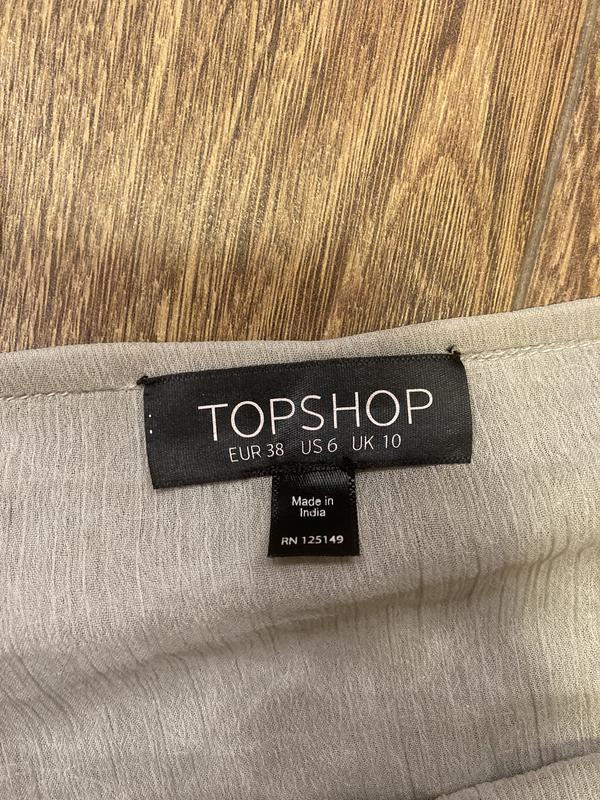 TOPSHOP
EUR 38 US 6 UK 10
Made in
India
RN 125149